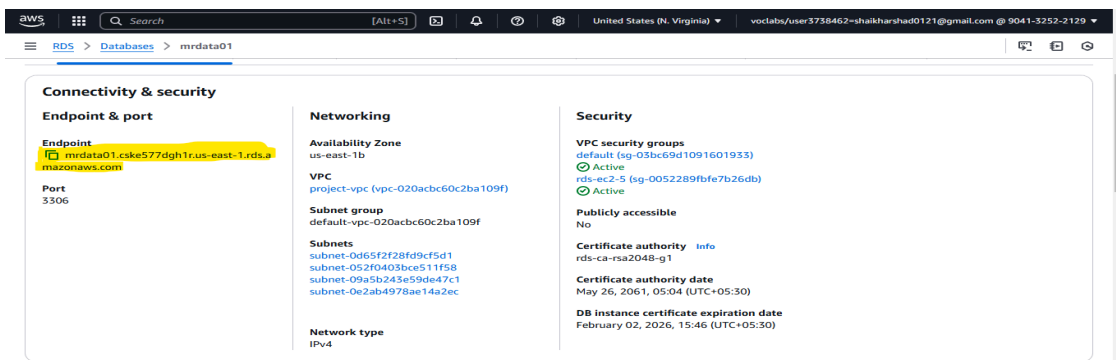 aws
Search [Alt+S]
United States (N. Virginia) ▼
voclabs/user3738462=shaikharshad0121@gmail.com @ 9041-3252-2129 ▼
RDS > Databases > mrdata01
Connectivity & security
Endpoint & port
Endpoint
mrdata01.cske577dgh1r.us-east-1.rds.a
mazonaws.com
Port
3306
Networking
Availability Zone
us-east-1b
VPC
project-vpc (vpc-020acbc60c2ba109f)
Subnet group
default-vpc-020acbc60c2ba109f
Subnets
subnet-0d65f2f28fd9cf5d1
subnet-052f0403bce511f58
subnet-09a5b243e59de47c1
subnet-0e2ab4978ae14a2ec
Network type
IPv4
Security
VPC security groups
default (sg-03bc69d1091601933)
Active
rds-ec2-5 (sg-0052289fbfe7b26db)
Active
Publicly accessible
No
Certificate authority Info
rds-ca-rsa2048-g1
Certificate authority date
May 26, 2061, 05:04 (UTC+05:30)
DB instance certificate expiration date
February 02, 2026, 15:46 (UTC+05:30)